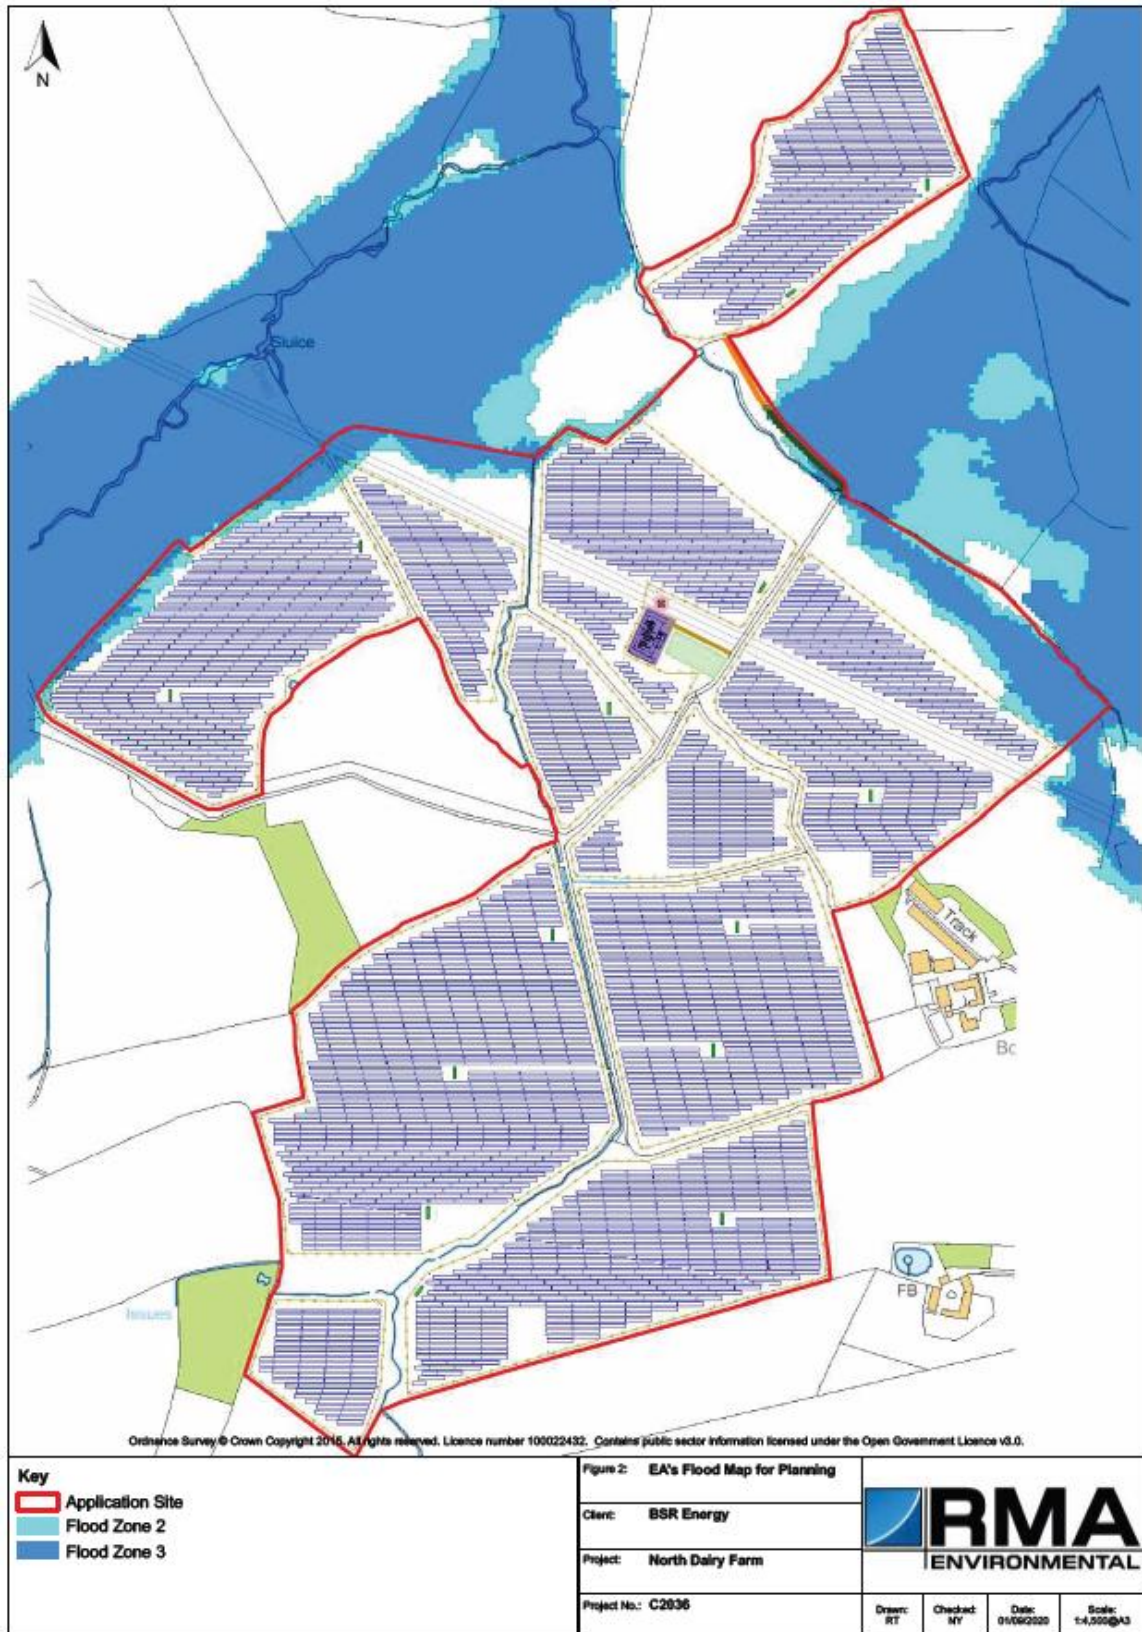 N
Sluice
Track
Bc
FB
Issues
Ordnance Survey © Crown Copyright 2015. All rights reserved. Licence number 100022432. Contains public sector information licensed under the Open Government Licence v3.0.
Key
Application Site
Flood Zone 2
Flood Zone 3
Figure 2: EA's Flood Map for Planning
Client: BSR Energy
Project: North Dairy Farm
Project No.: C2036
RMA
ENVIRONMENTAL
Drawn: RT
Checked: NY
Date: 01/09/2020
Scale: 1:4,500@A3